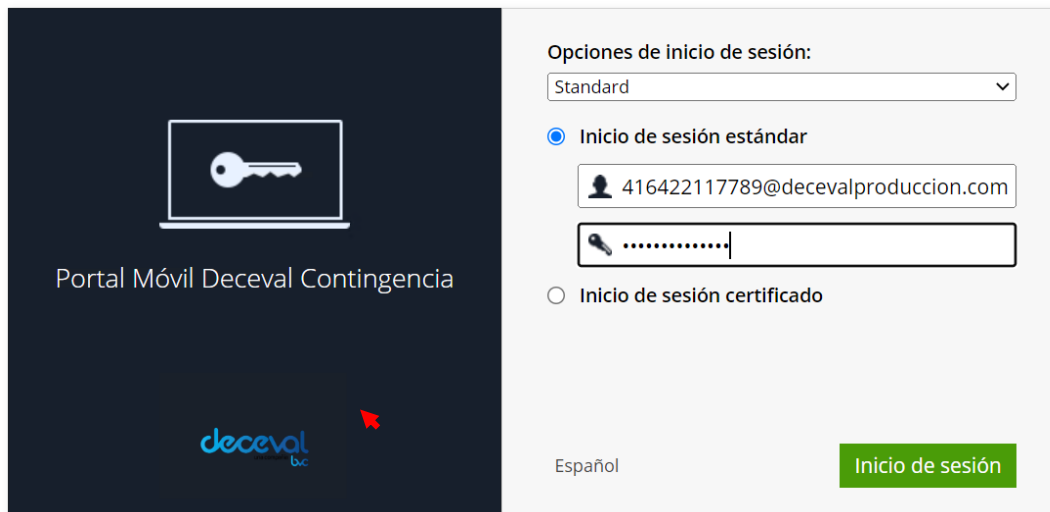 Portal Móvil Deceval Contingencia
deceval
bvc
Opciones de inicio de sesión:
Standard
Inicio de sesión estándar
416422117789@decevalproduccion.com
••••••••••••••
Inicio de sesión certificado
Español
Inicio de sesión